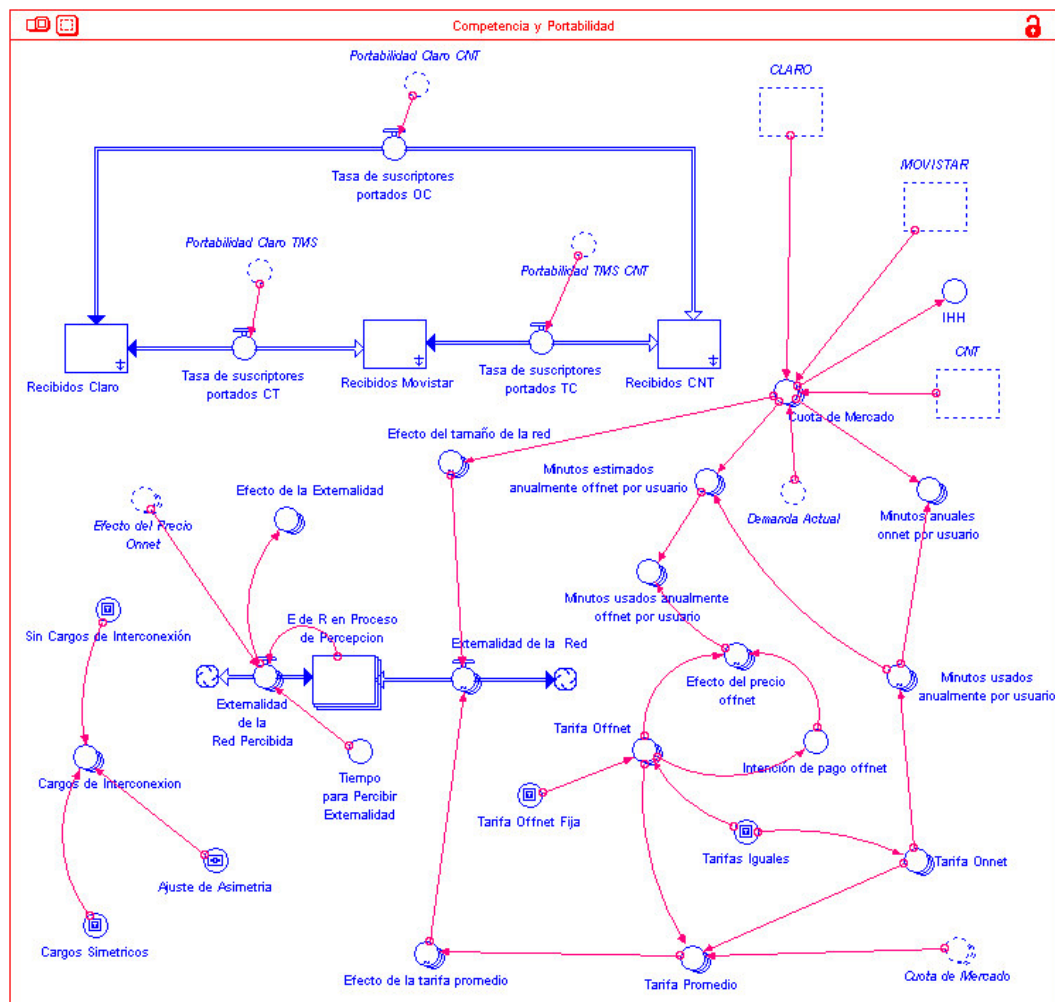 Competencia y Portabilidad
Portabilidad Claro CNT
CLARO
Tasa de suscriptores
portados OC
MOVISTAR
Portabilidad Claro TMS
Portabilidad TMS CNT
IHH
CNT
Recibidos Claro
Tasa de suscriptores
portados CT
Recibidos Movistar
Tasa de suscriptores
portados TC
Recibidos CNT
Cuota de Mercado
Efecto del tamaño de la red
Minutos estimados
anualmente offnet por usuario
Efecto de la Externalidad
Efecto del Precio
Onnet
Demanda Actual
Minutos anuales
onnet por usuario
Minutos usados anualmente
offnet por usuario
Sin Cargos de Interconexión
E de R en Proceso
de Percepcion
Externalidad de la Red
Efecto del precio
offnet
Minutos usados
anualmente por usuario
Externalidad
de la
Red Percibida
Tarifa Offnet
Intención de pago offnet
Cargos de Interconexion
Tiempo
para Percibir
Externalidad
Tarifa Offnet Fija
Tarifas Iguales
Tarifa Onnet
Ajuste de Asimetria
Cargos Simetricos
Efecto de la tarifa promedio
Tarifa Promedio
Cuota de Mercado